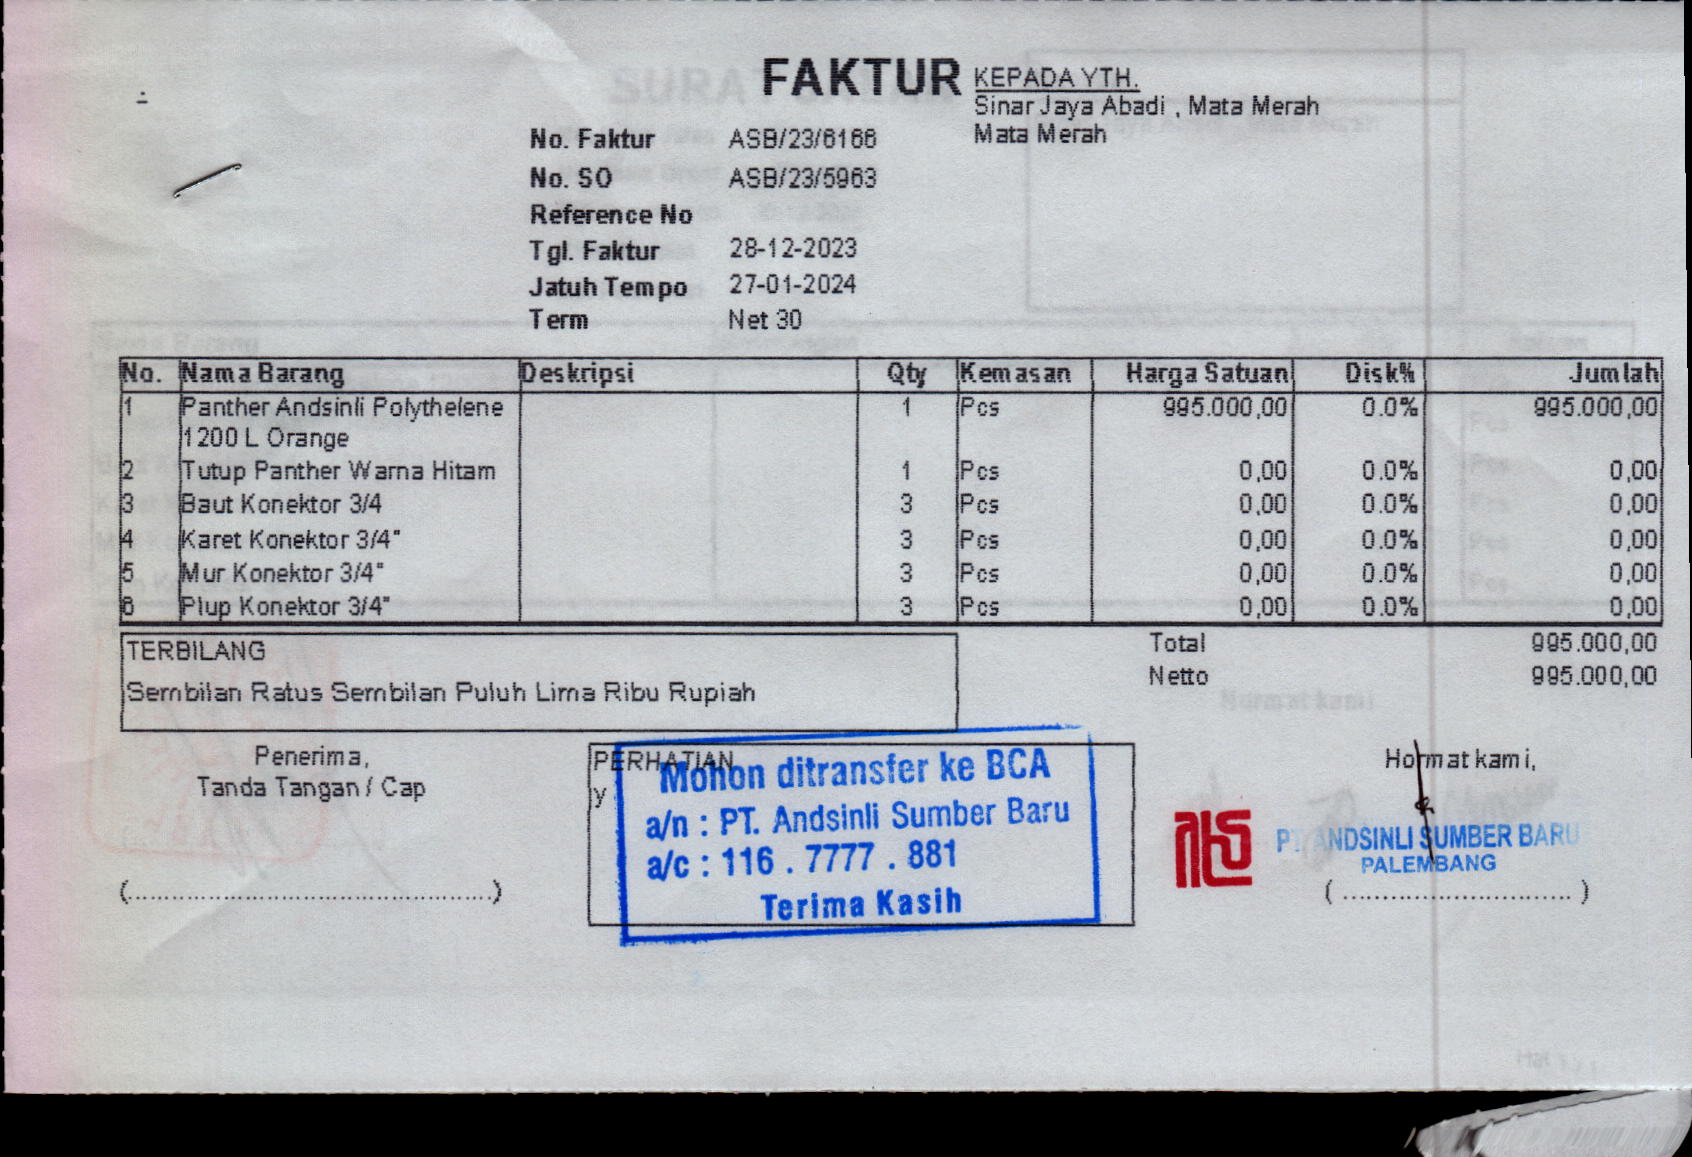 FAKTUR
KEPADA YTH.
Sinar Jaya Abadi , Mata Merah
Mata Merah
No. Faktur ASB/23/6166
No. SO ASB/23/5963
Reference No
Tgl. Faktur 28-12-2023
Jatuh Tempo 27-01-2024
Term Net 30
No. Nama Barang Deskripsi Qty Kemasan Harga Satuan Disk% Jumlah
1 Panther Andsinli Polythelene 1 Pcs 995.000,00 0.0% 995.000,00
1200 L Orange
2 Tutup Panther Warna Hitam 1 Pcs 0,00 0.0% 0,00
3 Baut Konektor 3/4 3 Pcs 0,00 0.0% 0,00
4 Karet Konektor 3/4" 3 Pcs 0,00 0.0% 0,00
5 Mur Konektor 3/4" 3 Pcs 0,00 0.0% 0,00
6 Plup Konektor 3/4" 3 Pcs 0,00 0.0% 0,00
TERBILANG
Sembilan Ratus Sembilan Puluh Lima Ribu Rupiah
Total 995.000,00
Netto 995.000,00
Penerima,
Tanda Tangan / Cap
(................................................)
PERHATIAN
y
Mohon ditransfer ke BCA
a/n : PT. Andsinli Sumber Baru
a/c : 116 . 7777 . 881
Terima Kasih
Hormat kami,
PT. ANDSINLI SUMBER BARU
PALEMBANG
( .............................. )